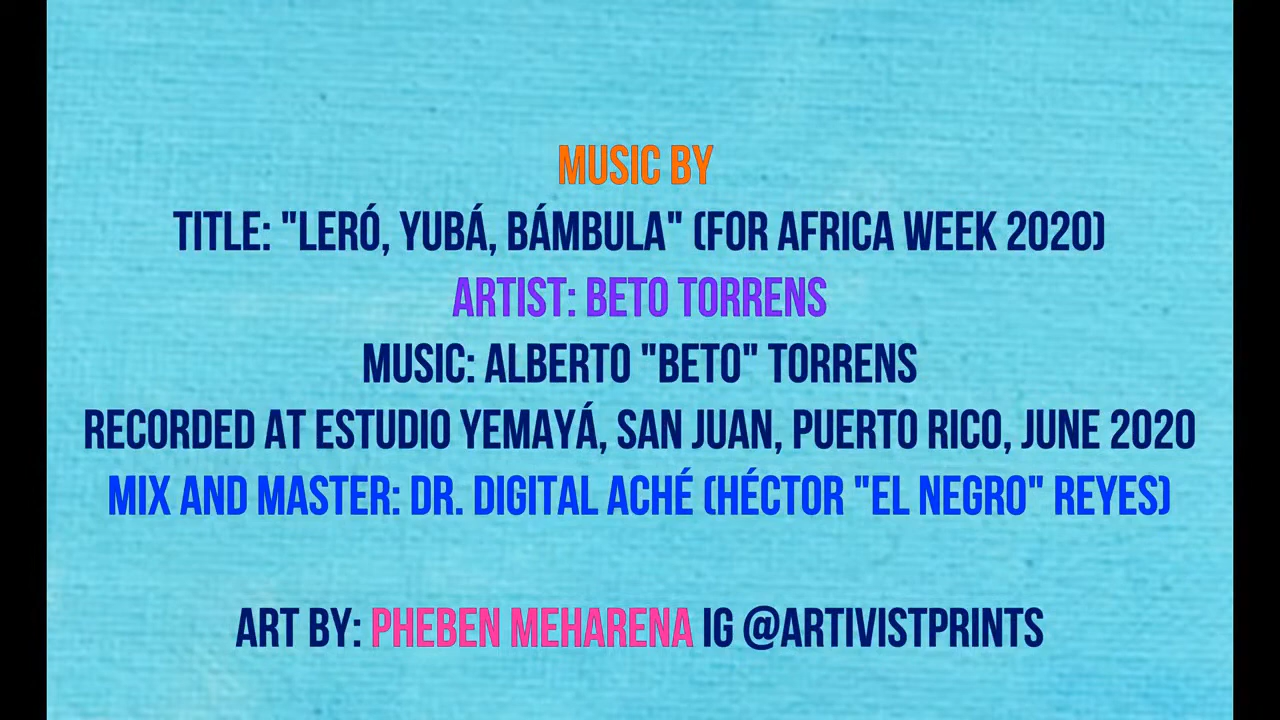 MUSIC BY
TITLE: "LERÓ, YUBÁ, BÁMBULA" (FOR AFRICA WEEK 2020)
ARTIST: BETO TORRENS
MUSIC: ALBERTO "BETO" TORRENS
RECORDED AT ESTUDIO YEMAYÁ, SAN JUAN, PUERTO RICO, JUNE 2020
MIX AND MASTER: DR. DIGITAL ACHÉ (HÉCTOR "EL NEGRO" REYES)
ART BY: PHEBEN MEHARENA IG @ARTIVISTPRINTS